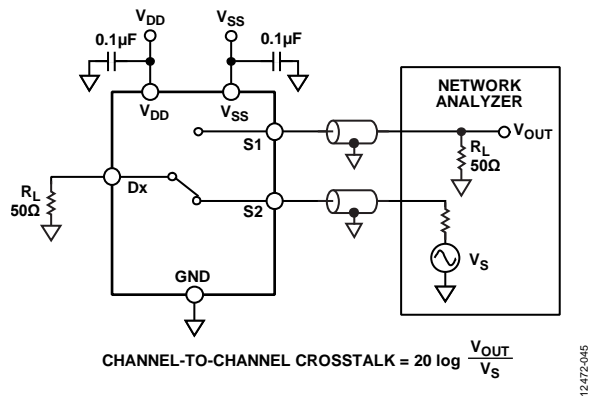 VDD
VSS
0.1µF
0.1µF
VDD
VSS
NETWORK
ANALYZER
S1
VOUT
RL
50Ω
Dx
RL
50Ω
S2
VS
GND
CHANNEL-TO-CHANNEL CROSSTALK = 20 log VOUT/VS
12472-045